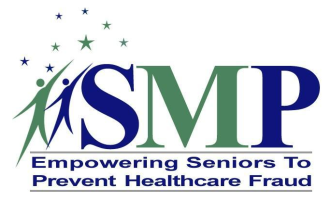 SMP
Empowering Seniors To
Prevent Healthcare Fraud